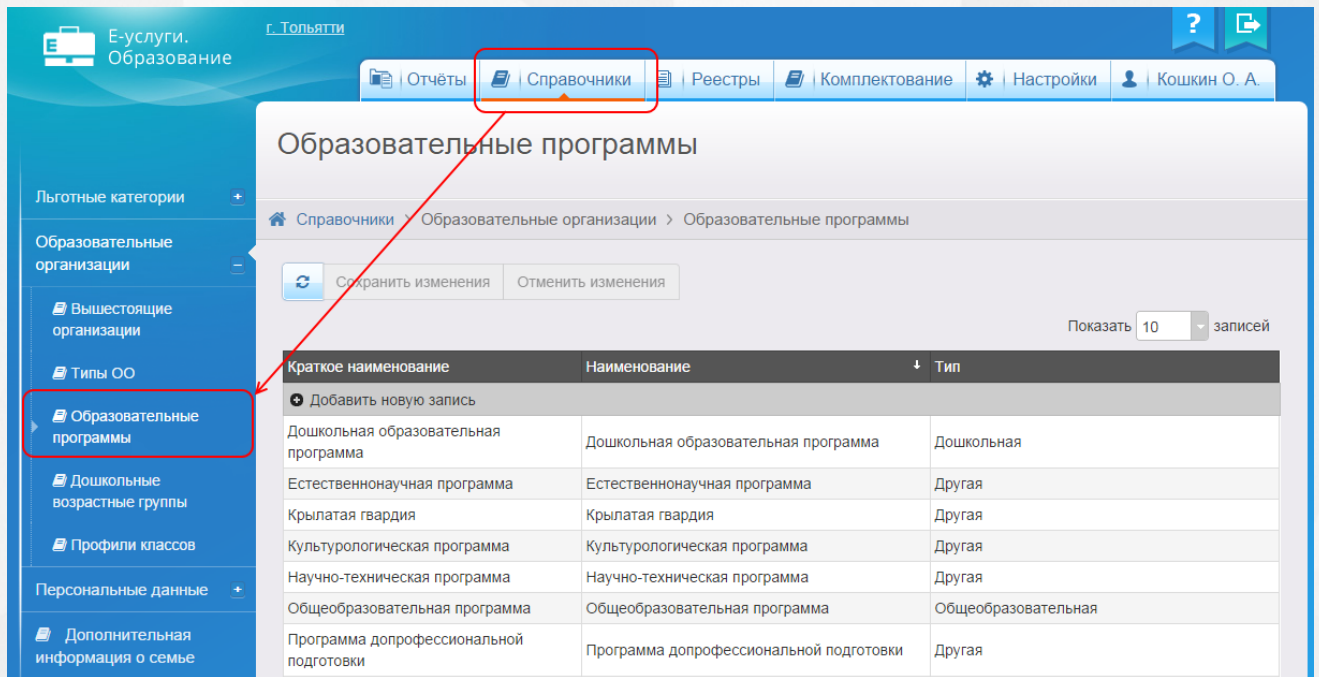 Е-услуги.
Образование
г. Тольятти
?
Отчёты
Справочники
Реестры
Комплектование
Настройки
Кошкин О. А.
Образовательные программы
Справочники > Образовательные организации > Образовательные программы
Льготные категории
Образовательные
организации
Вышестоящие
организации
Типы ОО
Образовательные
программы
Дошкольные
возрастные группы
Профили классов
Персональные данные
Дополнительная
информация о семье
Сохранить изменения
Отменить изменения
Показать 10 записей
Краткое наименование Наименование Тип
Добавить новую запись
Дошкольная образовательная
программа
Дошкольная образовательная программа Дошкольная
Естественнонаучная программа Естественнонаучная программа Другая
Крылатая гвардия Крылатая гвардия Другая
Культурологическая программа Культурологическая программа Другая
Научно-техническая программа Научно-техническая программа Другая
Общеобразовательная программа Общеобразовательная программа Общеобразовательная
Программа допрофессиональной
подготовки
Программа допрофессиональной подготовки Другая